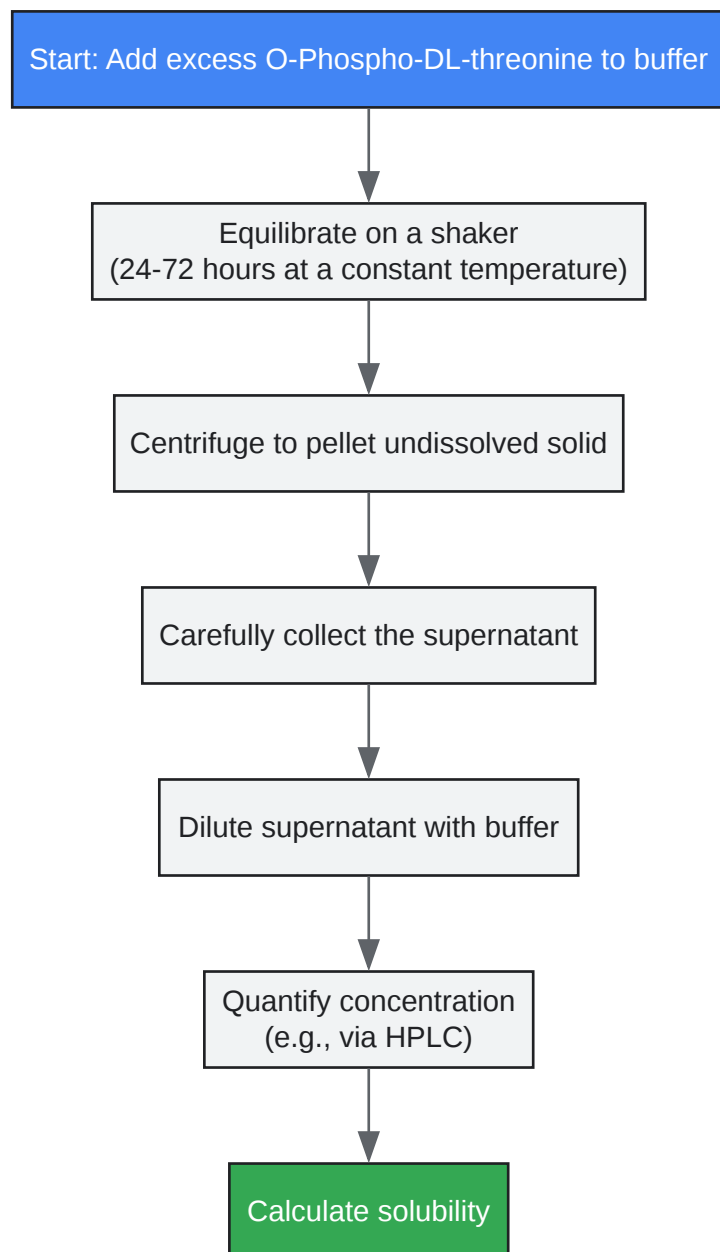 Start: Add excess O-Phospho-DL-threonine to buffer
Equilibrate on a shaker
(24-72 hours at a constant temperature)
Centrifuge to pellet undissolved solid
Carefully collect the supernatant
Dilute supernatant with buffer
Quantify concentration
(e.g., via HPLC)
Calculate solubility